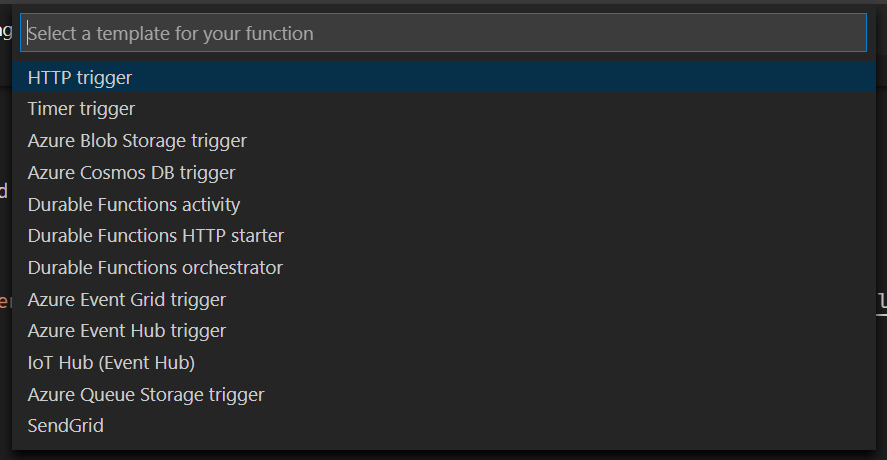 Select a template for your function
HTTP trigger
Timer trigger
Azure Blob Storage trigger
Azure Cosmos DB trigger
Durable Functions activity
Durable Functions HTTP starter
Durable Functions orchestrator
Azure Event Grid trigger
Azure Event Hub trigger
IoT Hub (Event Hub)
Azure Queue Storage trigger
SendGrid